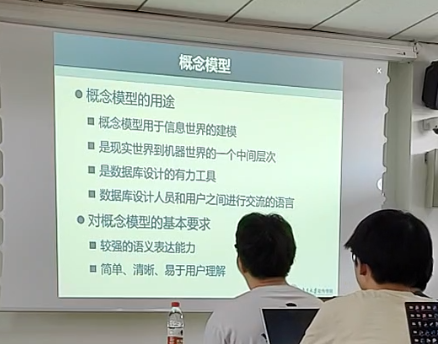 概念模型
概念模型的用途
概念模型用于信息世界的建模
是现实世界到机器世界的一个中间层次
是数据库设计的有力工具
数据库设计人员和用户之间进行交流的语言
对概念模型的基本要求
较强的语义表达能力
简单、清晰、易于用户理解